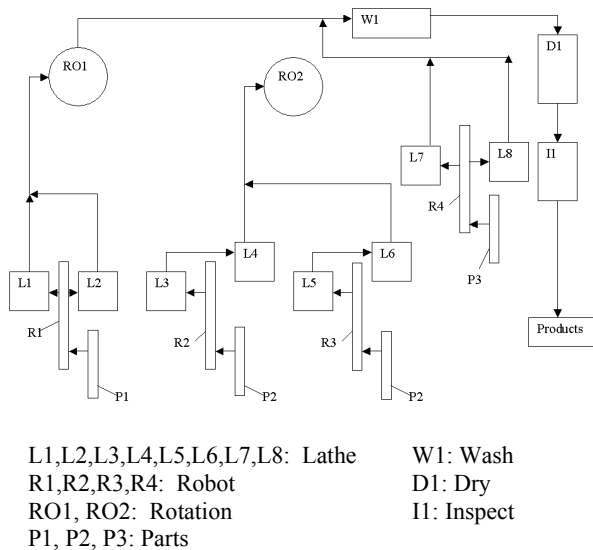 W1
RO1
RO2
D1
L7
L8
I1
R4
P3
L4
L6
L1
L2
L3
L5
R1
R2
R3
Products
P1
P2
P2
L1,L2,L3,L4,L5,L6,L7,L8: Lathe
W1: Wash
R1,R2,R3,R4: Robot
D1: Dry
RO1, RO2: Rotation
I1: Inspect
P1, P2, P3: Parts